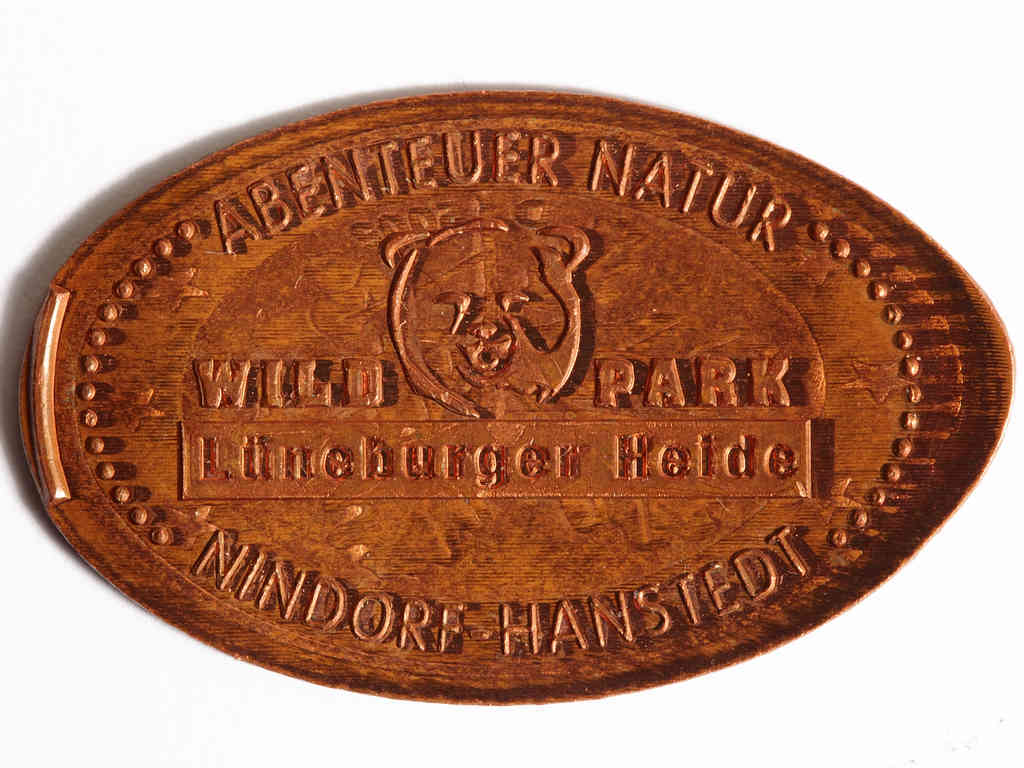 ABENTEUER NATUR
WILD PARK
Lüneburger Heide
NINDORF-HANSTEDT